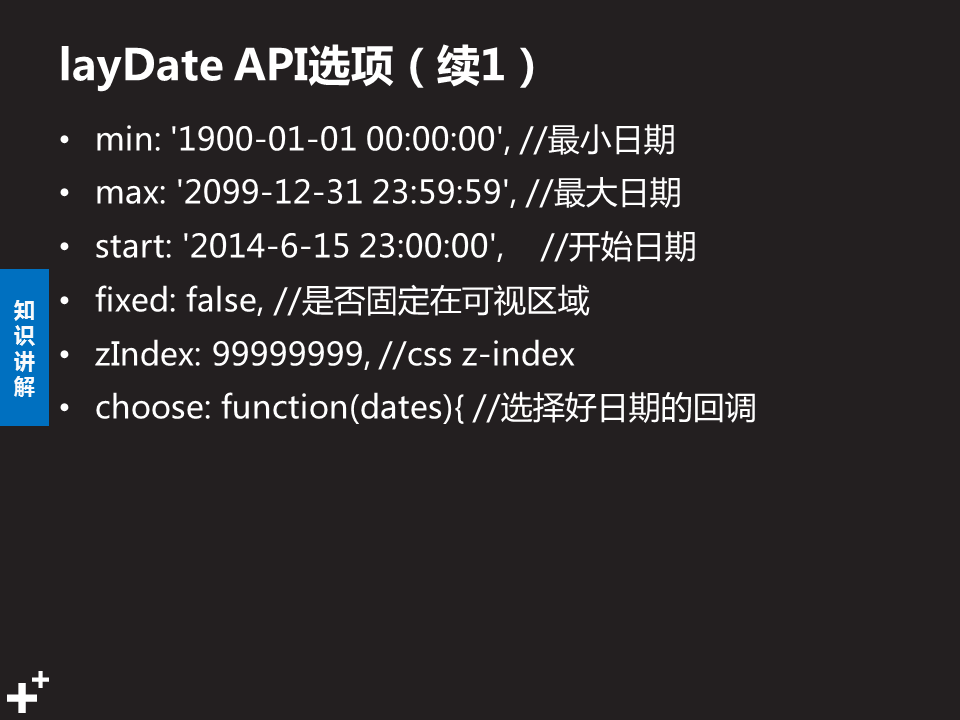 layDate API选项（续1）
• min: '1900-01-01 00:00:00', //最小日期
• max: '2099-12-31 23:59:59', //最大日期
• start: '2014-6-15 23:00:00',    //开始日期
• fixed: false, //是否固定在可视区域
• zIndex: 99999999, //css z-index
• choose: function(dates){ //选择好日期的回调
知
识
讲
解